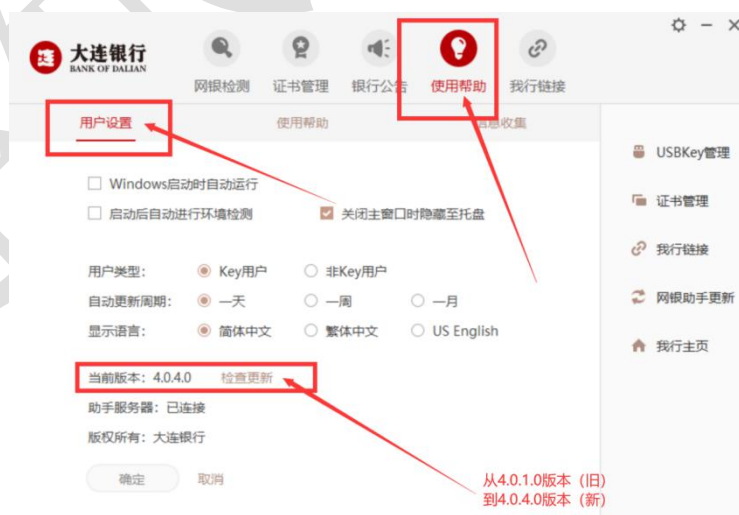 大连银行
BANK OF DALIAN
网银检测 证书管理 银行公告 使用帮助 我行链接
用户设置 使用帮助 信息收集
Windows启动时自动运行
启动后自动进行环境检测 关闭主窗口时隐藏至托盘
用户类型： Key用户 非Key用户
自动更新周期： 一天 一周 一月
显示语言： 简体中文 繁体中文 US English
当前版本：4.0.4.0 检查更新
助手服务器：已连接
版权所有：大连银行
确定 取消
USBKey管理
证书管理
我行链接
网银助手更新
我行主页
从4.0.1.0版本（旧）
到4.0.4.0版本（新）